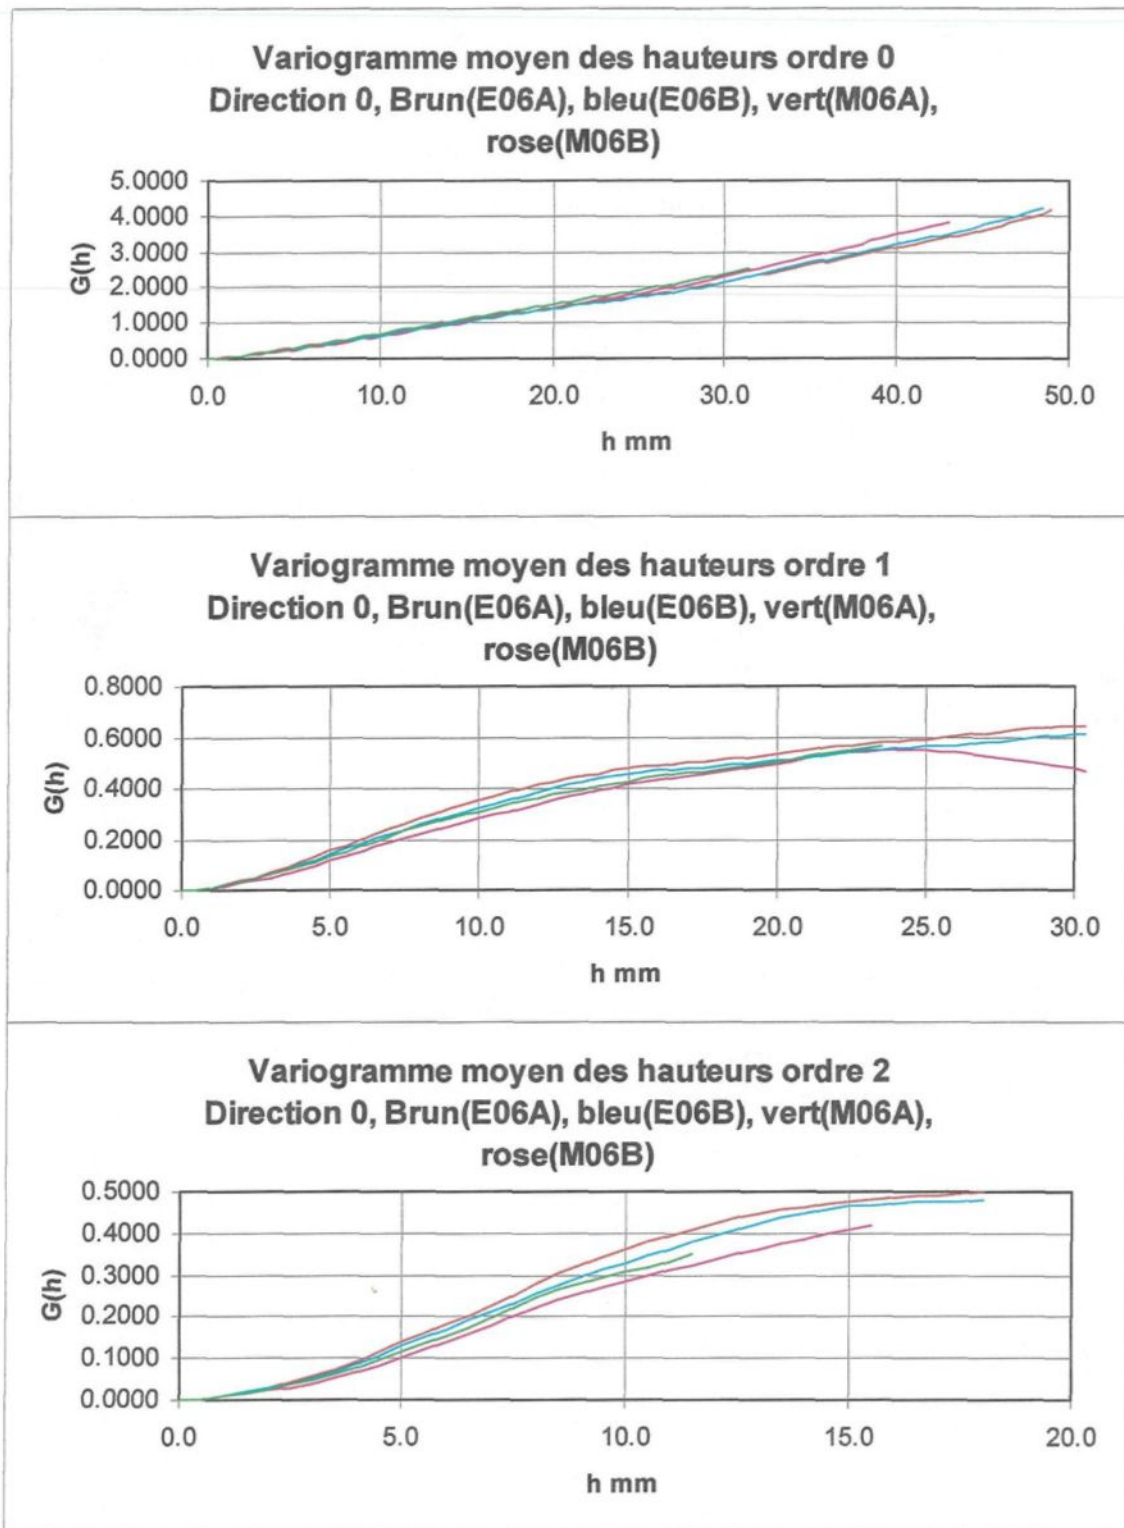 Variogramme moyen des hauteurs ordre 0
Direction 0, Brun(E06A), bleu(E06B), vert(M06A),
rose(M06B)
5.0000
4.0000
3.0000
2.0000
1.0000
0.0000
G(h)
0.0 10.0 20.0 30.0 40.0 50.0
h mm
Variogramme moyen des hauteurs ordre 1
Direction 0, Brun(E06A), bleu(E06B), vert(M06A),
rose(M06B)
0.8000
0.6000
0.4000
0.2000
0.0000
G(h)
0.0 5.0 10.0 15.0 20.0 25.0 30.0
h mm
Variogramme moyen des hauteurs ordre 2
Direction 0, Brun(E06A), bleu(E06B), vert(M06A),
rose(M06B)
0.5000
0.4000
0.3000
0.2000
0.1000
0.0000
G(h)
0.0 5.0 10.0 15.0 20.0
h mm